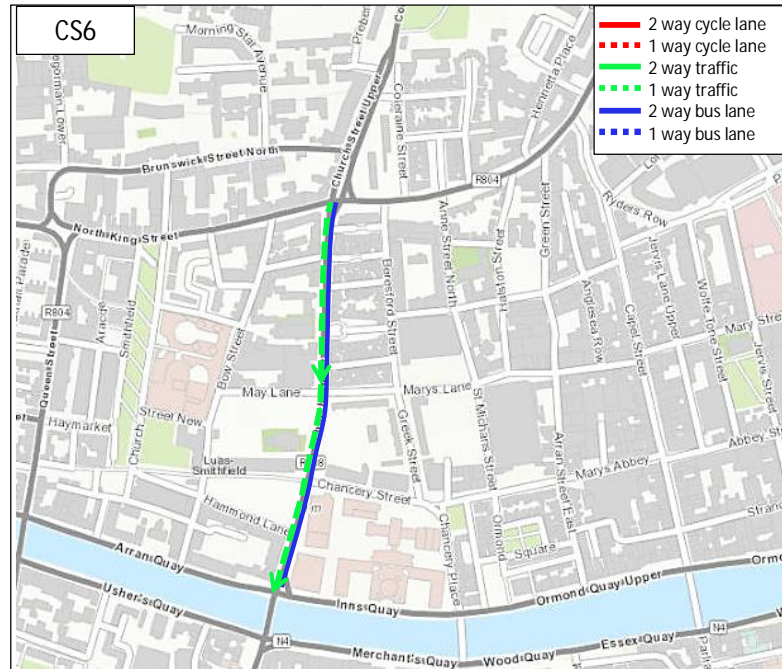 CS6
2 way cycle lane
1 way cycle lane
2 way traffic
1 way traffic
2 way bus lane
1 way bus lane
Morning Star
Avenue
Church Street Upper
Coleraine
Street
Henrietta Place
Brunswick Street North
R804
North King Street
Anne Street North
Halston Street
Green Street
Ryders Row
Beresford Street
R804
Queen Street
Smithfield
Bow Street
Anglesea Row
Capel Street
Jervis Lane Upper
Wolfe Tone Street
Mary
Jervis Street
May Lane
Marys Lane
Street New
Haymarket
Church
Greek Street
St Michans Street
Luas-
Smithfield
Marys Abbey
Abbey
Chancery Street
Hammond Lane
Arran Street East
Chancery Place
Ormond
Square
Arran Quay
Usher's Quay
Inns Quay
Ormond Quay Upper
N4
Merchant's Quay
Wood Quay
Essex Quay
N4